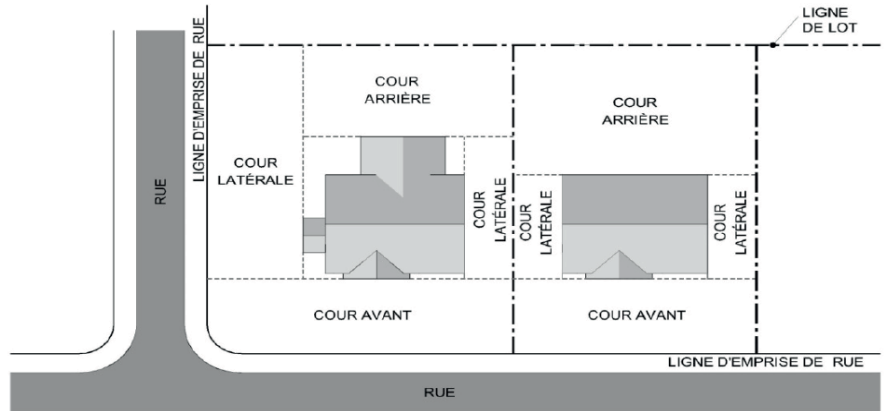 LIGNE
DE LOT
LIGNE D'EMPRISE DE RUE
RUE
COUR
ARRIÈRE
COUR
ARRIÈRE
COUR
LATÉRALE
COUR
LATÉRALE
COUR
LATÉRALE
COUR
LATÉRALE
COUR AVANT
COUR AVANT
LIGNE D'EMPRISE DE RUE
RUE